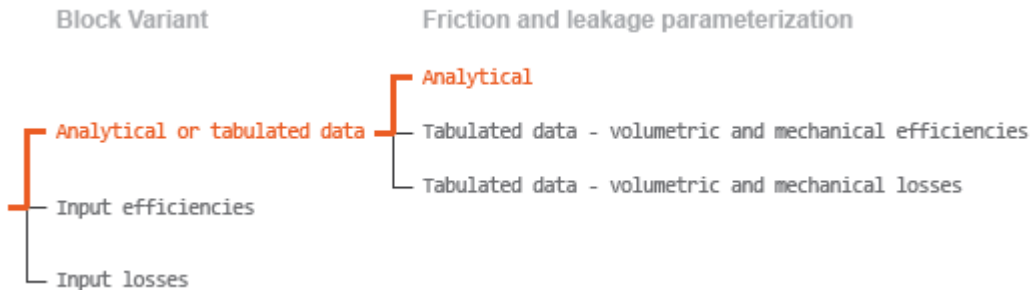 Block Variant
Friction and leakage parameterization
Analytical
Analytical or tabulated data
Tabulated data - volumetric and mechanical efficiencies
Tabulated data - volumetric and mechanical losses
Input efficiencies
Input losses